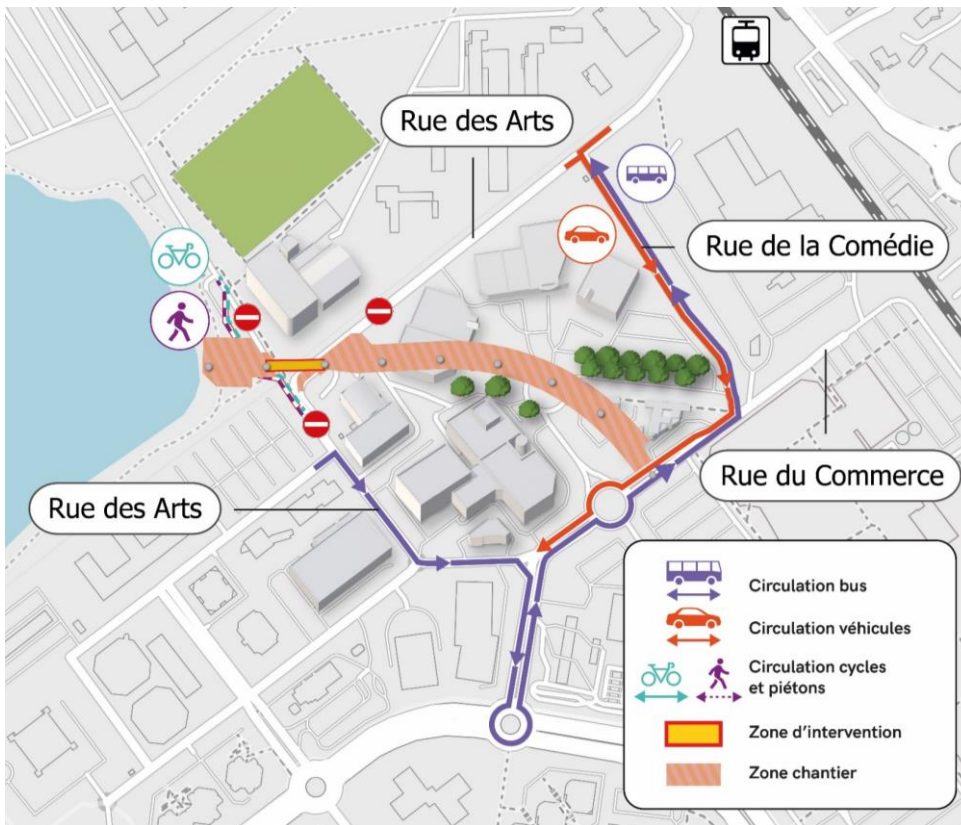 Rue des Arts
Rue de la Comédie
Rue du Commerce
Rue des Arts
Circulation bus
Circulation véhicules
Circulation cycles
et piétons
Zone d'intervention
Zone chantier